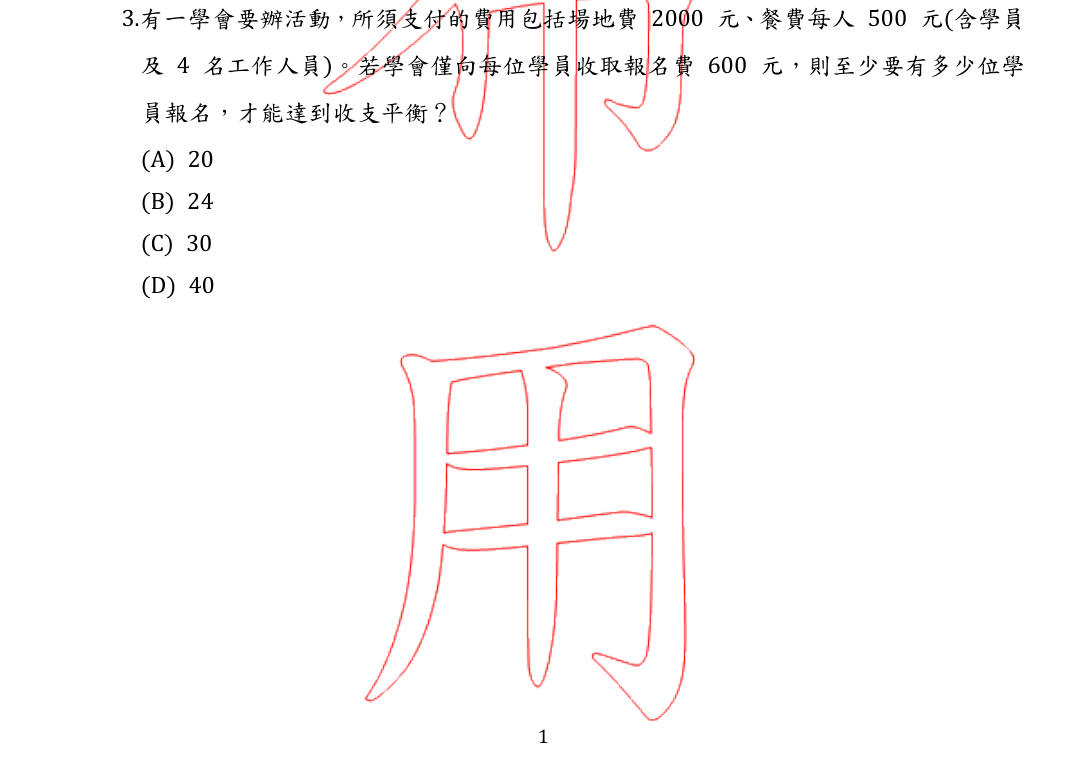 3.有一學會要辦活動，所須支付的費用包括場地費 2000 元、餐費每人 500 元(含學員
及 4 名工作人員)。若學會僅向每位學員收取報名費 600 元，則至少要有多少位學
員報名，才能達到收支平衡？
(A) 20
(B) 24
(C) 30
(D) 40
用
1